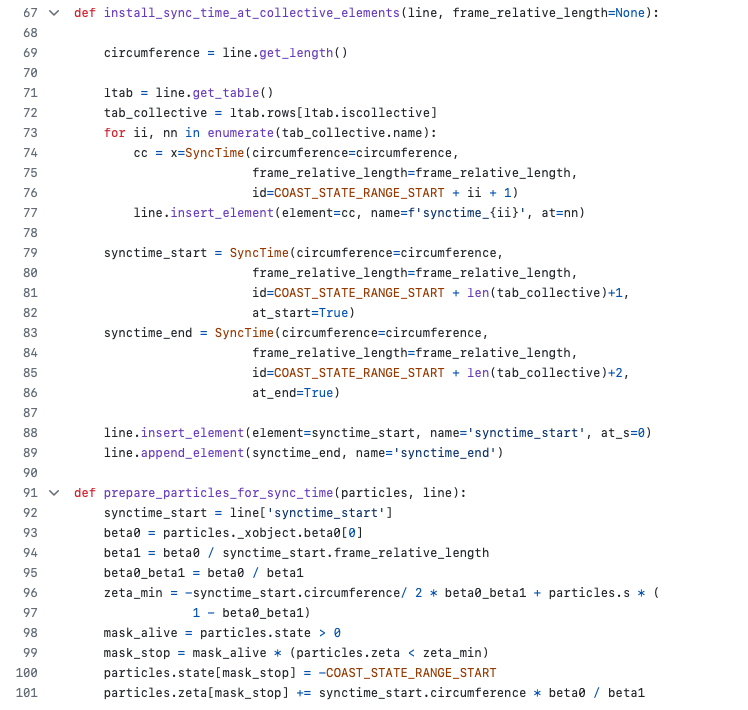 67 def install_sync_time_at_collective_elements(line, frame_relative_length=None):
68
69     circumference = line.get_length()
70
71     ltab = line.get_table()
72     tab_collective = ltab.rows[ltab.iscollective]
73     for ii, nn in enumerate(tab_collective.name):
74         cc = x=SyncTime(circumference=circumference,
75                         frame_relative_length=frame_relative_length,
76                         id=COAST_STATE_RANGE_START + ii + 1)
77         line.insert_element(element=cc, name=f'synctime_{ii}', at=nn)
78
79     synctime_start = SyncTime(circumference=circumference,
80                         frame_relative_length=frame_relative_length,
81                         id=COAST_STATE_RANGE_START + len(tab_collective)+1,
82                         at_start=True)
83     synctime_end = SyncTime(circumference=circumference,
84                         frame_relative_length=frame_relative_length,
85                         id=COAST_STATE_RANGE_START + len(tab_collective)+2,
86                         at_end=True)
87
88     line.insert_element(element=synctime_start, name='synctime_start', at_s=0)
89     line.append_element(synctime_end, name='synctime_end')
90
91 def prepare_particles_for_sync_time(particles, line):
92     synctime_start = line['synctime_start']
93     beta0 = particles._xobject.beta0[0]
94     beta1 = beta0 / synctime_start.frame_relative_length
95     beta0_beta1 = beta0 / beta1
96     zeta_min = -synctime_start.circumference/ 2 * beta0_beta1 + particles.s * (
97                 1 - beta0_beta1)
98     mask_alive = particles.state > 0
99     mask_stop = mask_alive * (particles.zeta < zeta_min)
100     particles.state[mask_stop] = -COAST_STATE_RANGE_START
101     particles.zeta[mask_stop] += synctime_start.circumference * beta0 / beta1